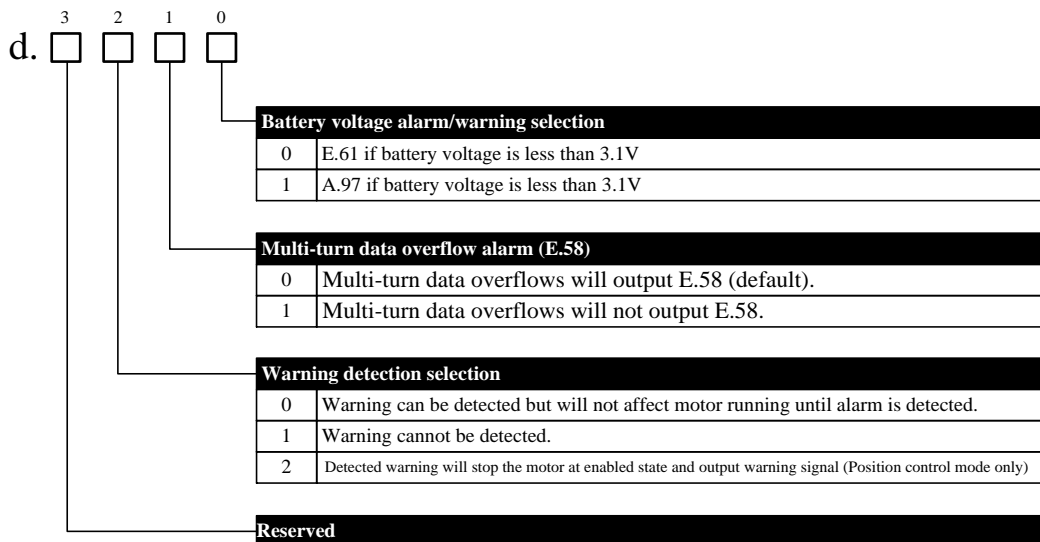 3 2 1 0
d.
Battery voltage alarm/warning selection
0 E.61 if battery voltage is less than 3.1V
1 A.97 if battery voltage is less than 3.1V
Multi-turn data overflow alarm (E.58)
0 Multi-turn data overflows will output E.58 (default).
1 Multi-turn data overflows will not output E.58.
Warning detection selection
0 Warning can be detected but will not affect motor running until alarm is detected.
1 Warning cannot be detected.
2 Detected warning will stop the motor at enabled state and output warning signal (Position control mode only)
Reserved